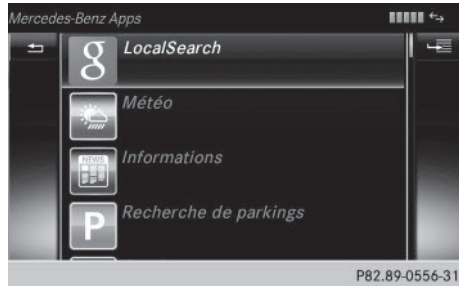 Mercedes-Benz Apps
g LocalSearch
Météo
NEWS Informations
P Recherche de parkings
P82.89-0556-31